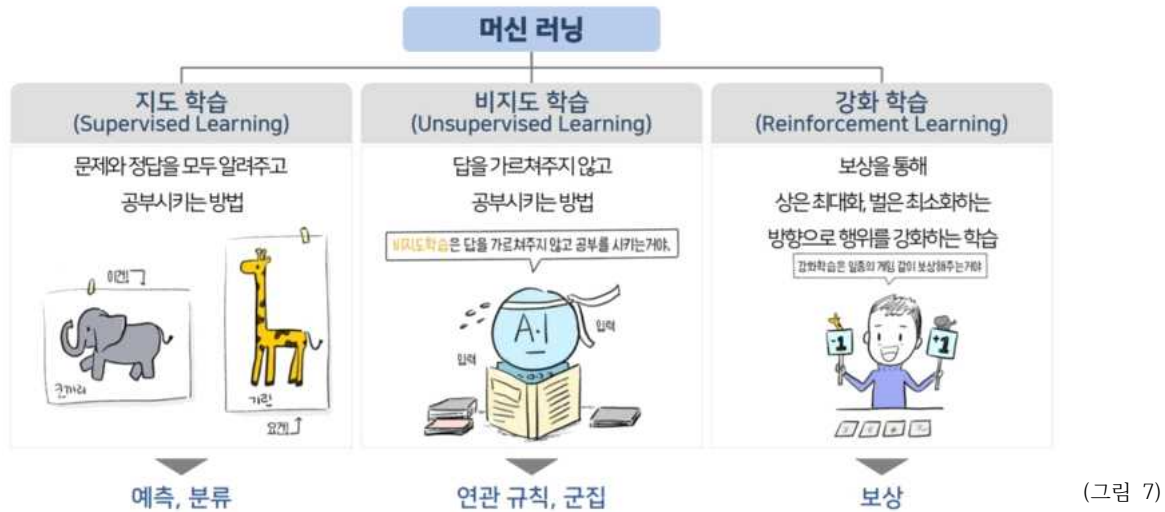 머신 러닝
지도 학습
(Supervised Learning)
문제와 정답을 모두 알려주고
공부시키는 방법
이건!
코끼리
기린
요건!
예측, 분류
비지도 학습
(Unsupervised Learning)
답을 가르쳐주지 않고
공부시키는 방법
비지도학습은 답을 가르쳐주지 않고 공부를 시키는거야.
A.I
입력
입력
연관 규칙, 군집
강화 학습
(Reinforcement Learning)
보상을 통해
상은 최대화, 벌은 최소화하는
방향으로 행위를 강화하는 학습
강화학습은 일종의 게임 같이 보상해주는거야
-1
+1
보상
(그림 7)